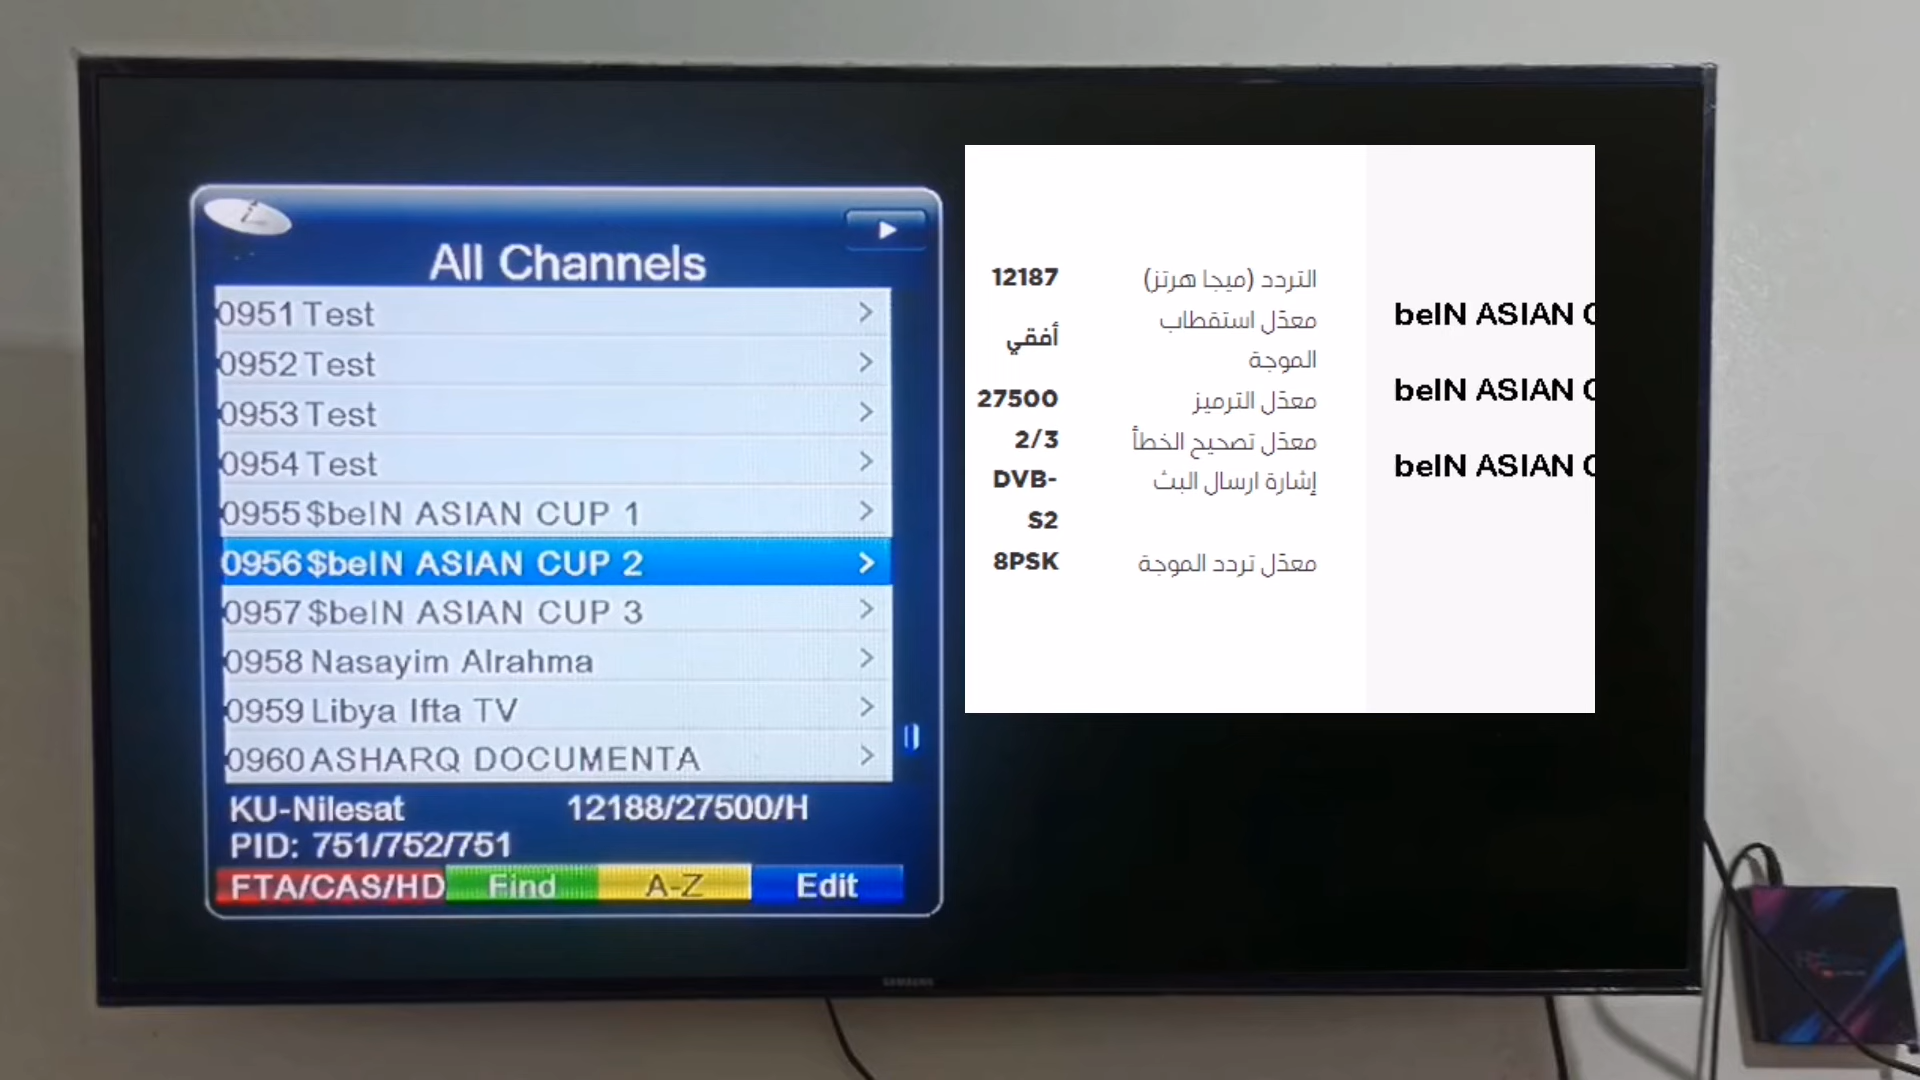 All Channels
0951 Test
0952 Test
0953 Test
0954 Test
0955 $beIN ASIAN CUP 1
0956 $beIN ASIAN CUP 2
0957 $beIN ASIAN CUP 3
0958 Nasayim Alrahma
0959 Libya Ifta TV
0960 ASHARQ DOCUMENTA
KU-Nilesat 12188/27500/H
PID: 751/752/751
FTA/CAS/HD Find A-Z Edit
التردد (ميجا هرتز) 12187
معدّل استقطاب
الموجة أفقي
معدّل الترميز 27500
معدّل تصحيح الخطأ 2/3
إشارة ارسال البث DVB-
S2
معدّل تردد الموجة 8PSK
beIN ASIAN C
beIN ASIAN C
beIN ASIAN C
SAMSUNG